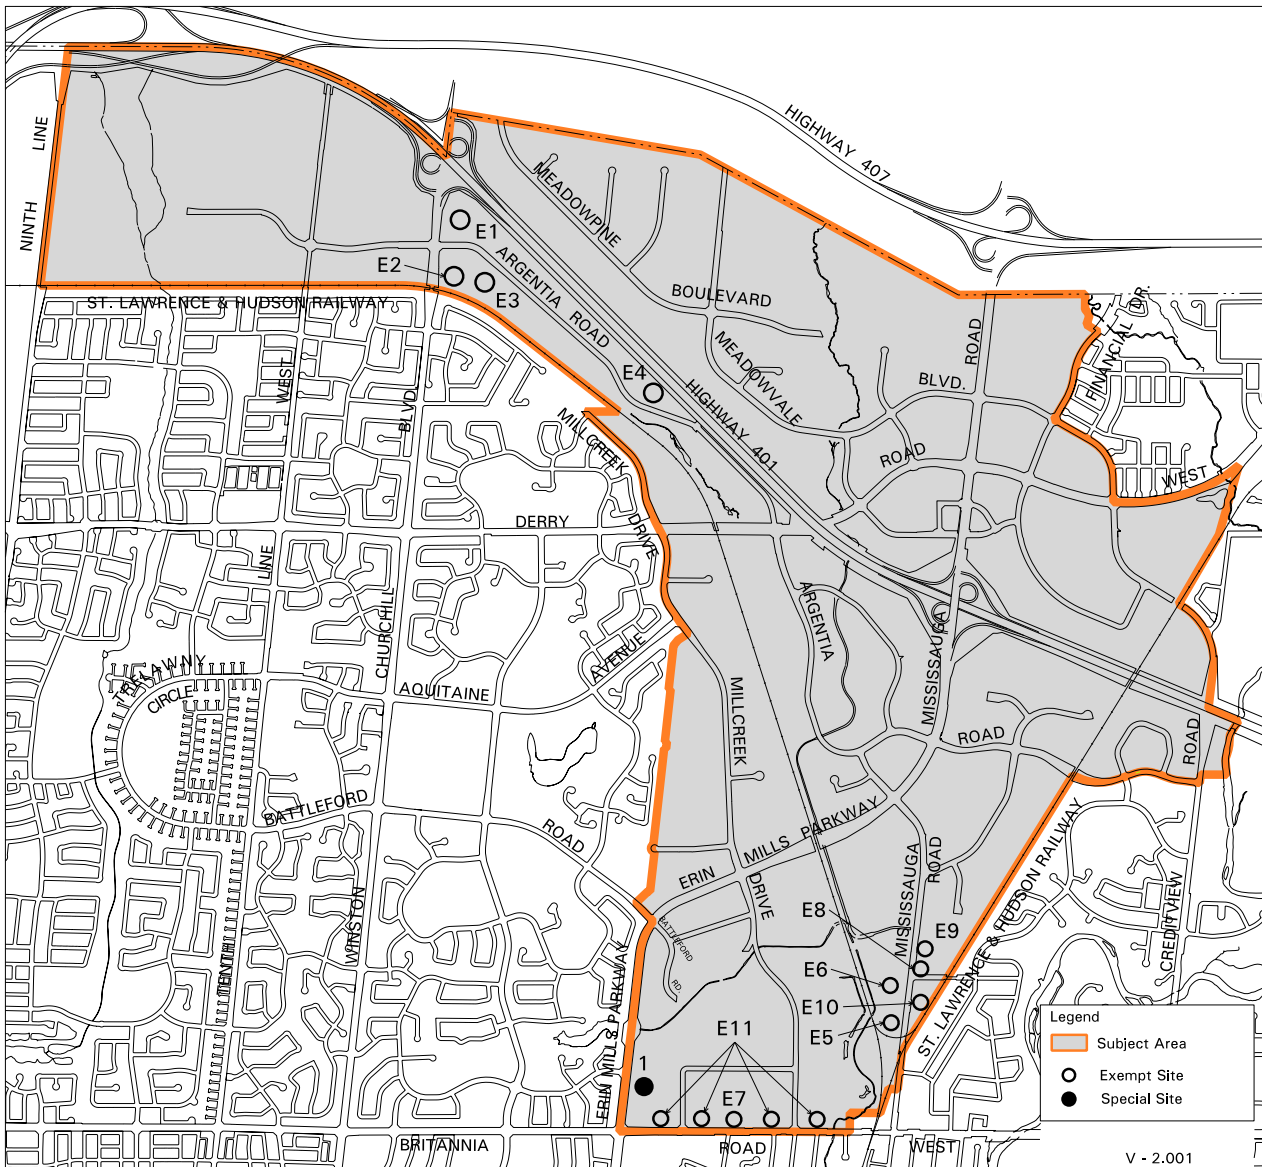 HIGHWAY 407
NINTH LINE
MEADOWPINE
BOULEVARD
E1
E2
E3
ARGENTIA ROAD
ST. LAWRENCE & HUDSON RAILWAY
FINANCIAL DR.
ROAD
MEADOWVALE
BLVD.
ROAD
E4
HIGHWAY 401
WEST
BLVD.
MILLCREEK
DRIVE
WEST
DERRY
LINE
CHURCHILL
ARGENTIA
MISSISSAUGA
TRELAWNY
CIRCLE
AQUITAINE
AVENUE
MILLCREEK
ROAD
ROAD
BATTLEFORD
ROAD
ERIN MILLS PARKWAY
DRIVE
MISSISSAUGA
ROAD
ST. LAWRENCE & HUDSON RAILWAY
CREDITVIEW
WINSTON
TENTH
BATTLEFORD
RD.
ERIN MILLS PARKWAY
E8
E9
E6
E10
E5
E11
1
E7
BRITANNIA
ROAD
WEST
Legend
Subject Area
Exempt Site
Special Site
V - 2.001